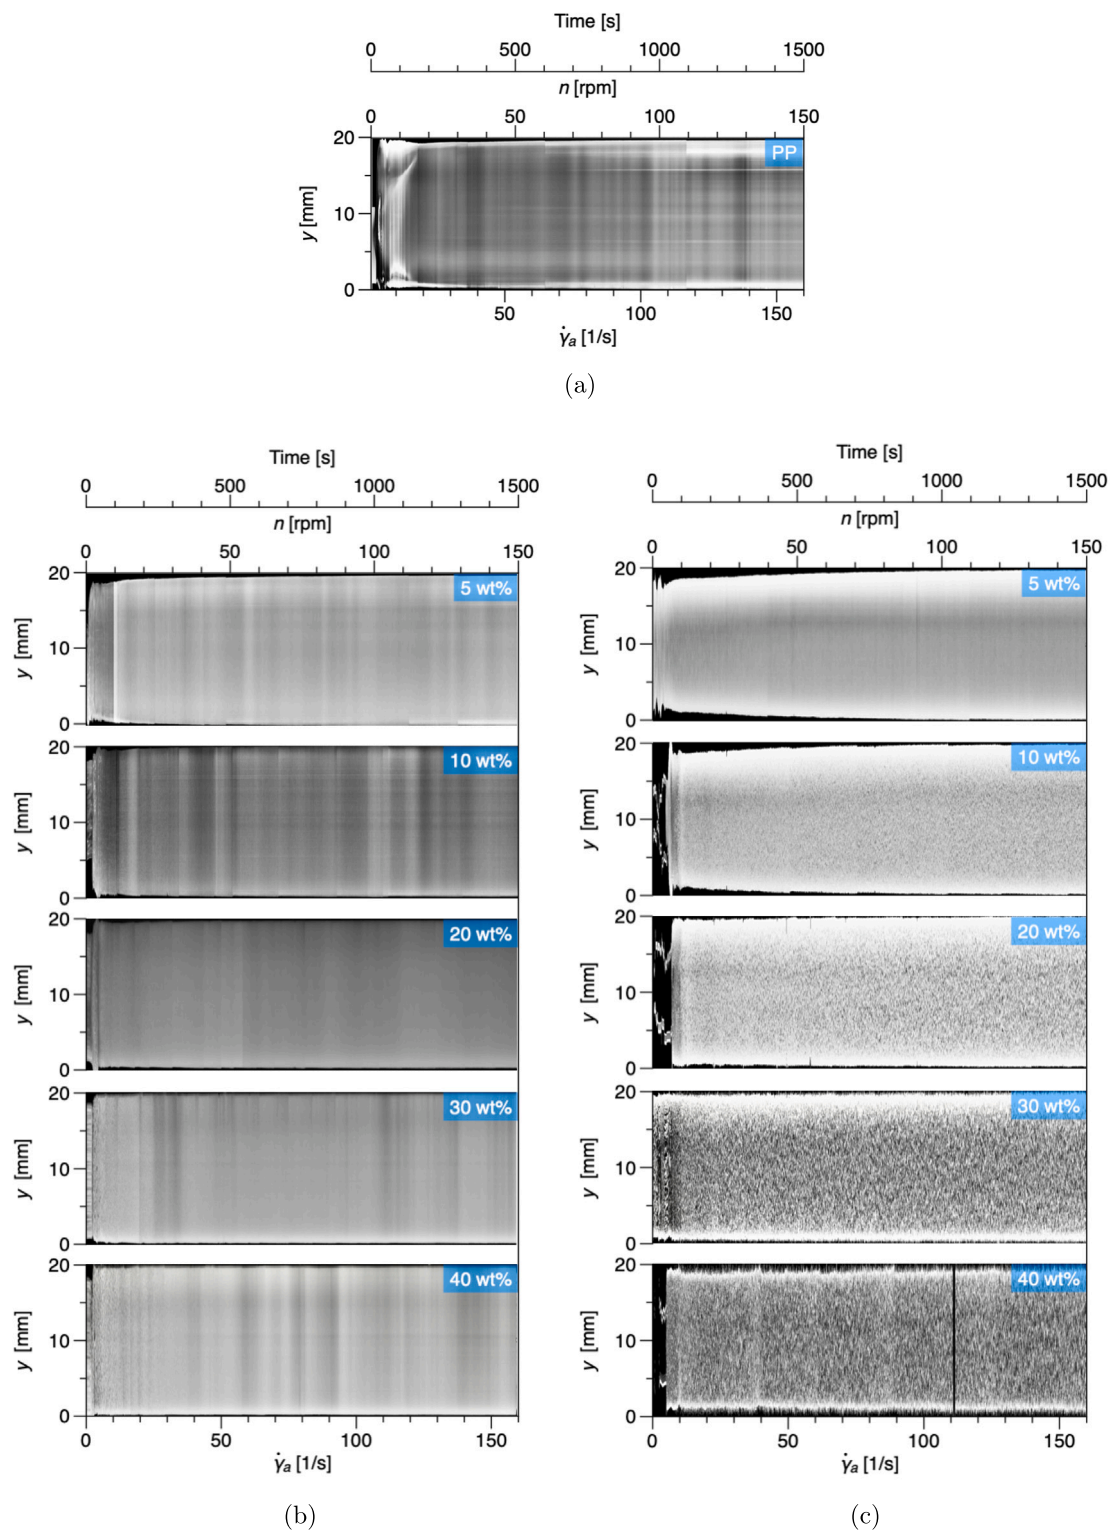 Time [s]
0 500 1000 1500
n [rpm]
0 50 100 150
20
PP
10
y [mm]
0
50 100 150
γ̇a [1/s]
(a)
Time [s]
0 500 1000 1500
n [rpm]
0 50 100 150
20
5 wt%
10
y [mm]
0
20
10 wt%
10
y [mm]
0
20
20 wt%
10
y [mm]
0
20
30 wt%
10
y [mm]
0
20
40 wt%
10
y [mm]
0
0 50 100 150
γ̇a [1/s]
(b)
Time [s]
0 500 1000 1500
n [rpm]
0 50 100 150
20
5 wt%
10
y [mm]
0
20
10 wt%
10
y [mm]
0
20
20 wt%
10
y [mm]
0
20
30 wt%
10
y [mm]
0
20
40 wt%
10
y [mm]
0
0 50 100 150
γ̇a [1/s]
(c)